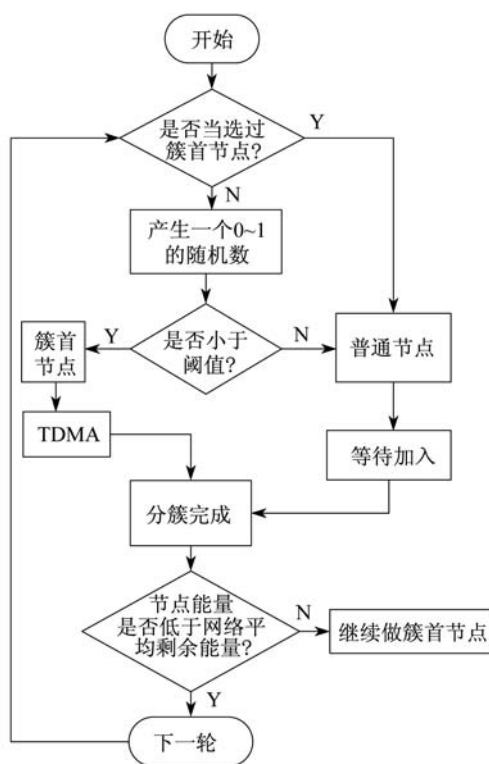 开始
是否当选过
簇首节点?
Y
N
产生一个0~1
的随机数
簇首
节点
Y
是否小于
阈值?
N
普通节点
TDMA
等待加入
分簇完成
节点能量
是否低于网络平
均剩余能量?
N
继续做簇首节点
Y
下一轮